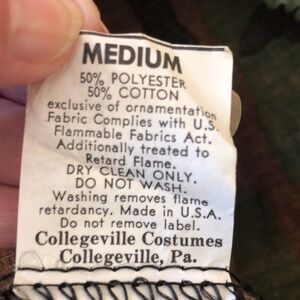 MEDIUM
50% POLYESTER
50% COTTON
exclusive of ornamentation
Fabric Complies with U.S.
Flammable Fabrics Act.
Additionally treated to
Retard Flame.
DRY CLEAN ONLY.
DO NOT WASH.
Washing removes flame
retardancy. Made in U.S.A.
Do not remove label.
Collegeville Costumes
Collegeville, Pa.